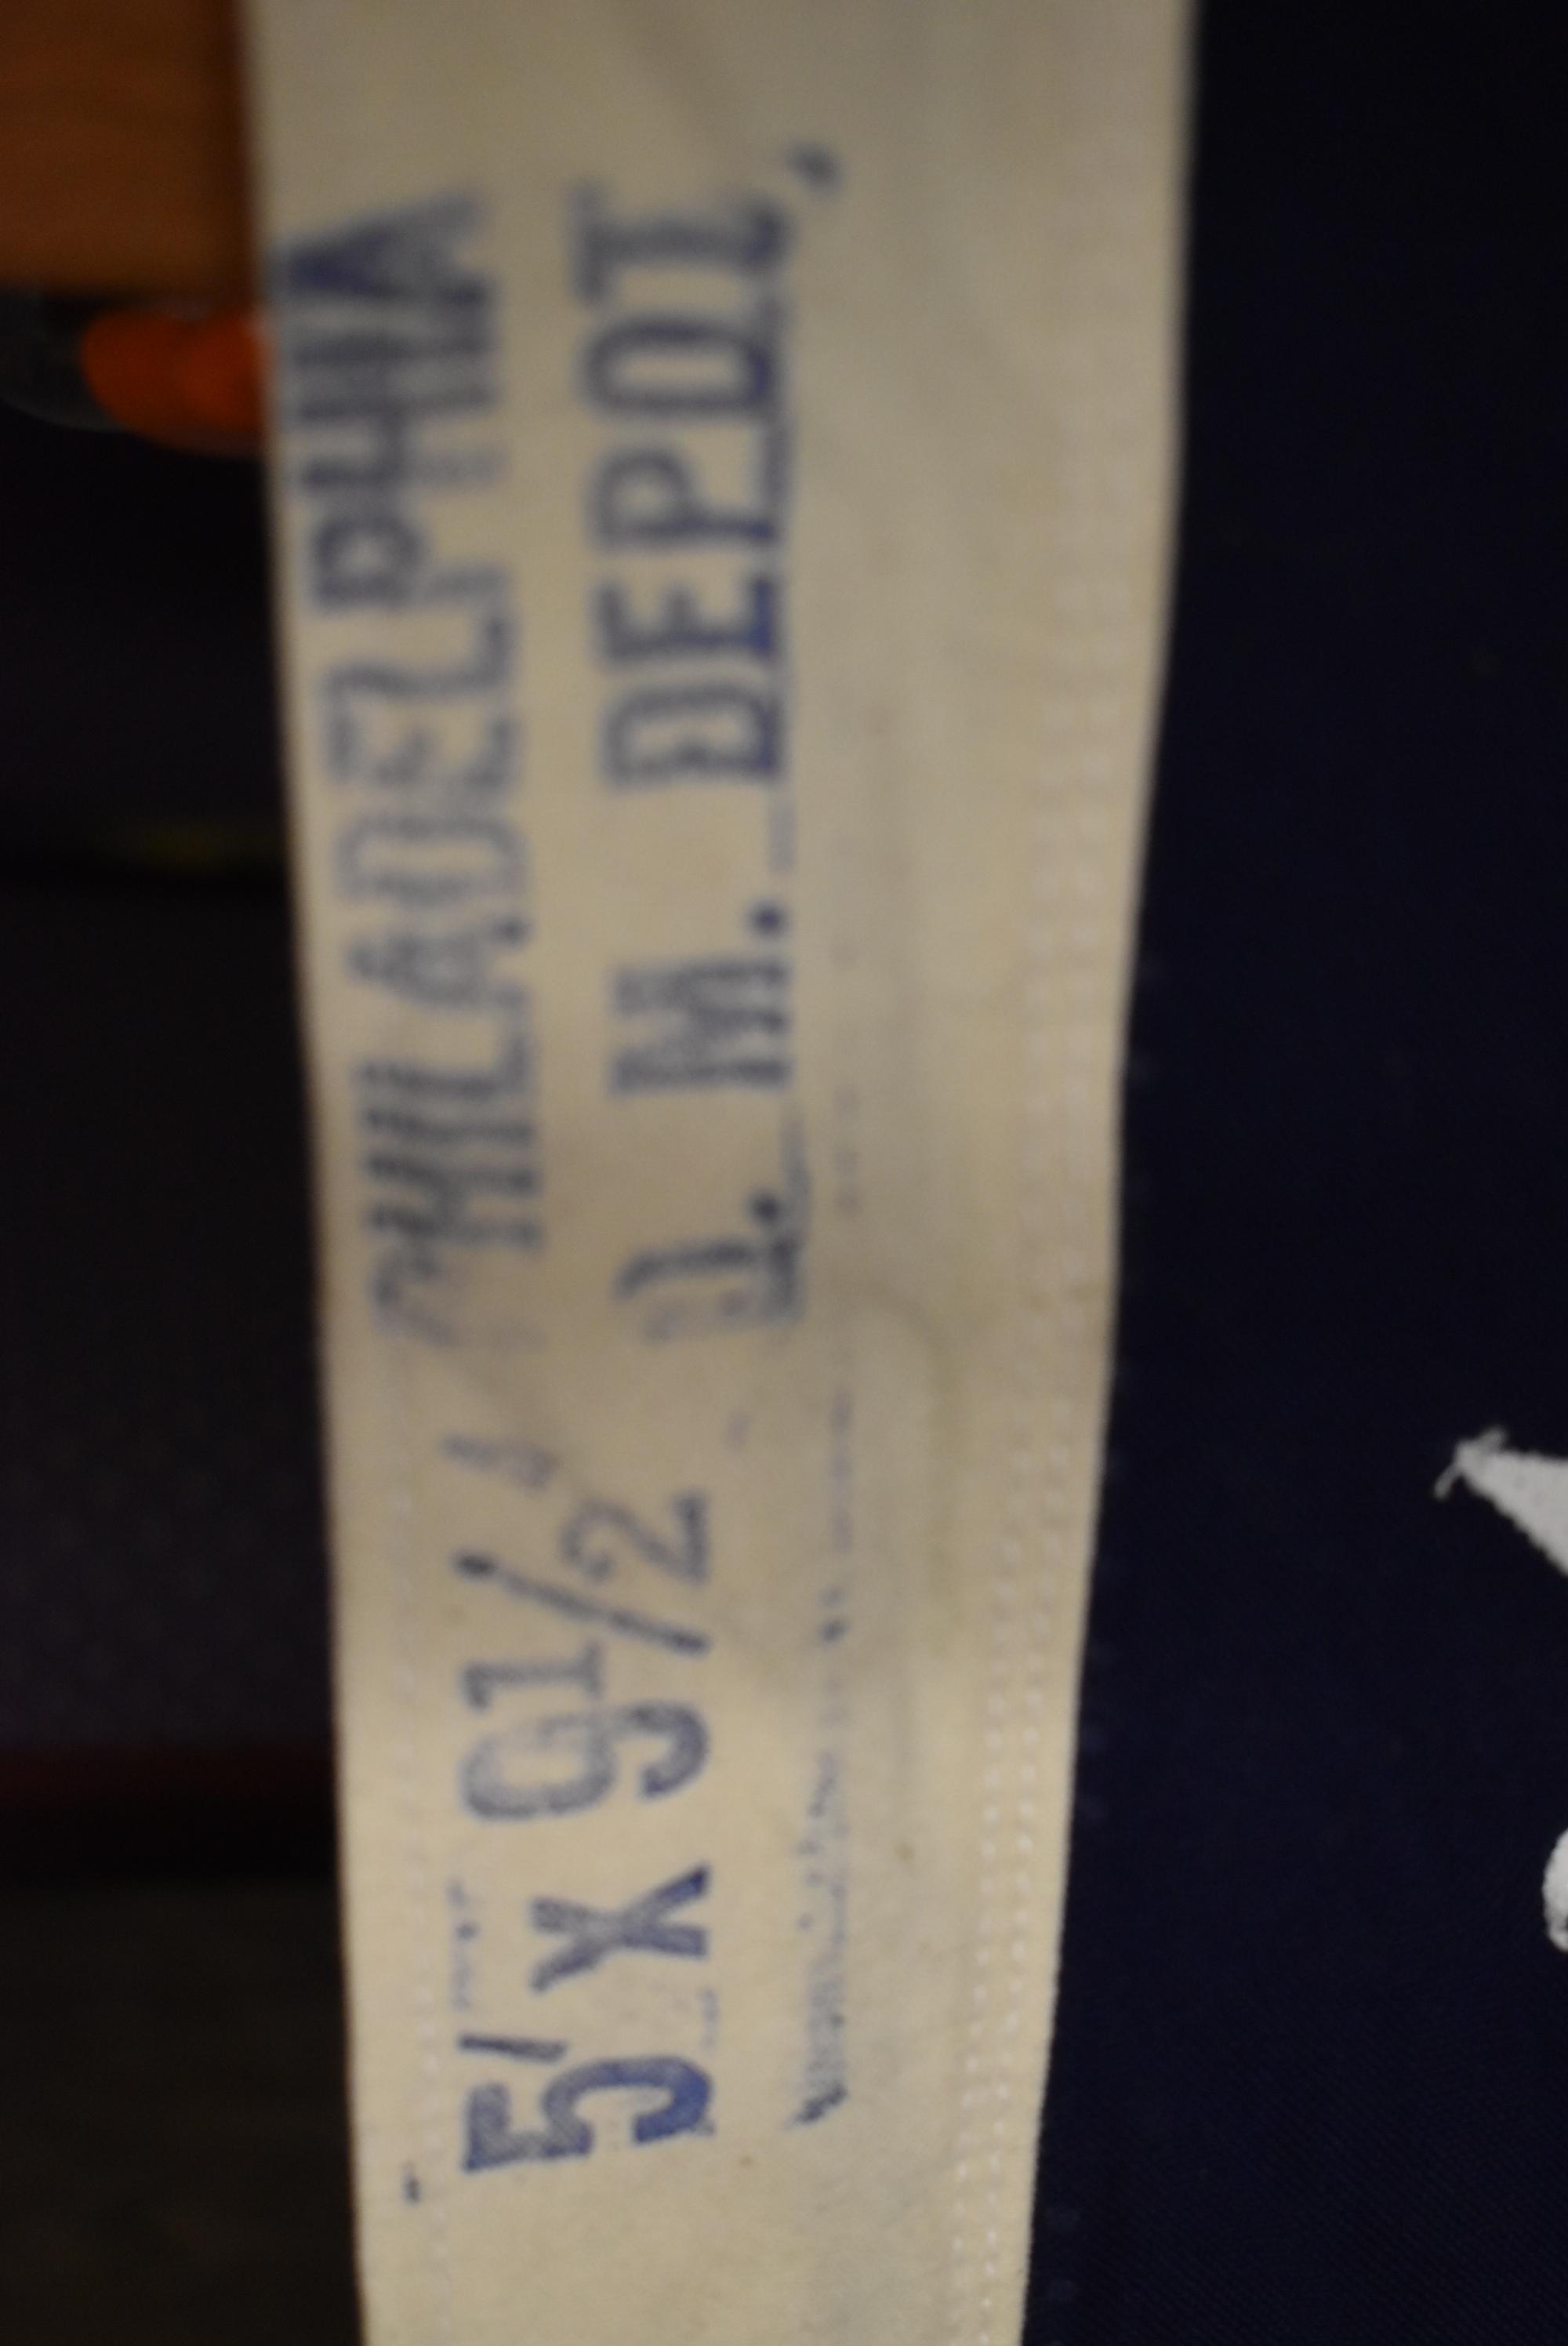 5' X 9 1/2'
PHILADELPHIA
Q. M. DEPOT,